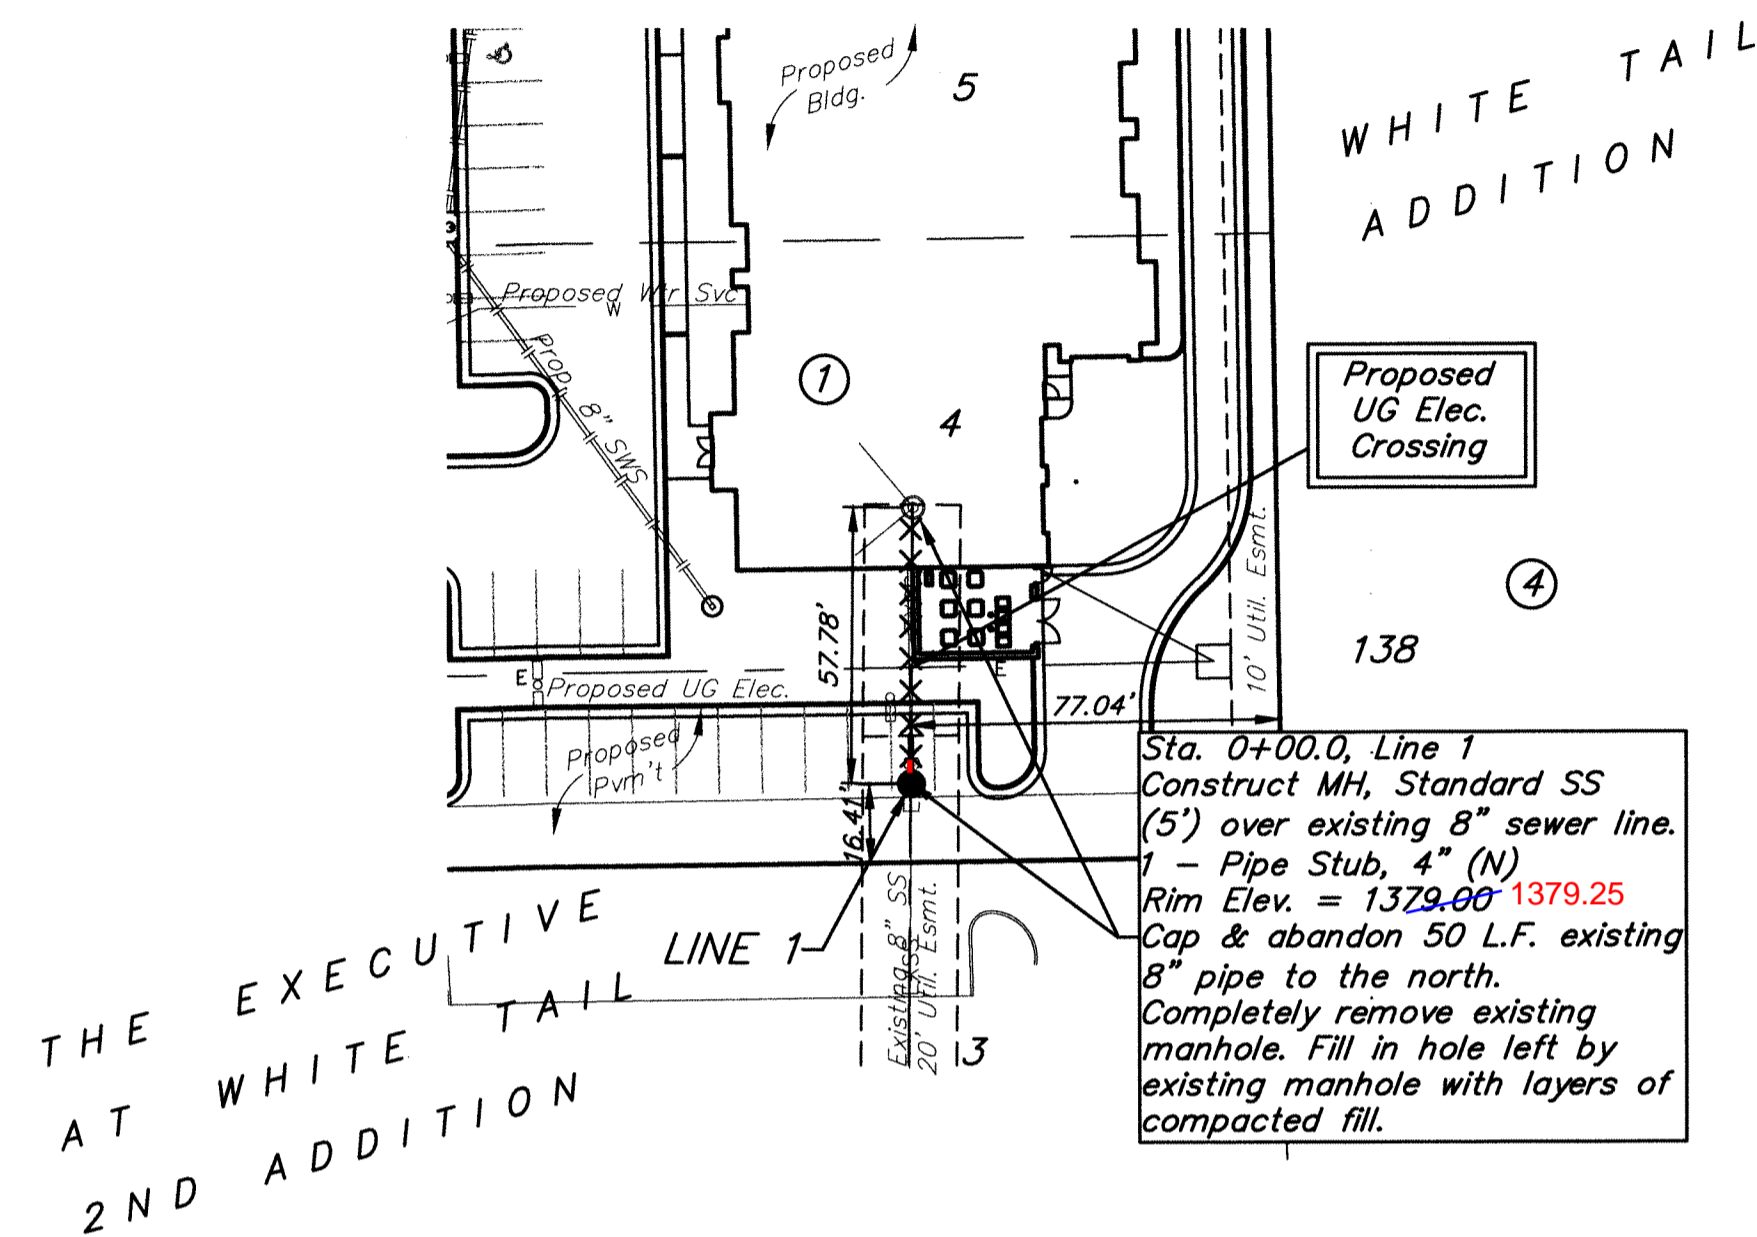 WHITE TAIL
ADDITION
Proposed
Bldg.
5
Proposed Wtr Svc
W
Prop. 8" SWS
1
4
Proposed
UG Elec.
Crossing
10' Util. Esmt.
4
138
57.78'
E
E
Proposed UG Elec.
77.04'
Proposed
Pvm't
16.41'
Sta. 0+00.0, Line 1
Construct MH, Standard SS
(5') over existing 8" sewer line.
1 - Pipe Stub, 4" (N)
Rim Elev. = 1379.00 1379.25
Cap & abandon 50 L.F. existing
8" pipe to the north.
Completely remove existing
manhole. Fill in hole left by
existing manhole with layers of
compacted fill.
LINE 1
Existing 8" SS
20' Util. Esmt.
3
THE EXECUTIVE
AT WHITE TAIL
2ND ADDITION